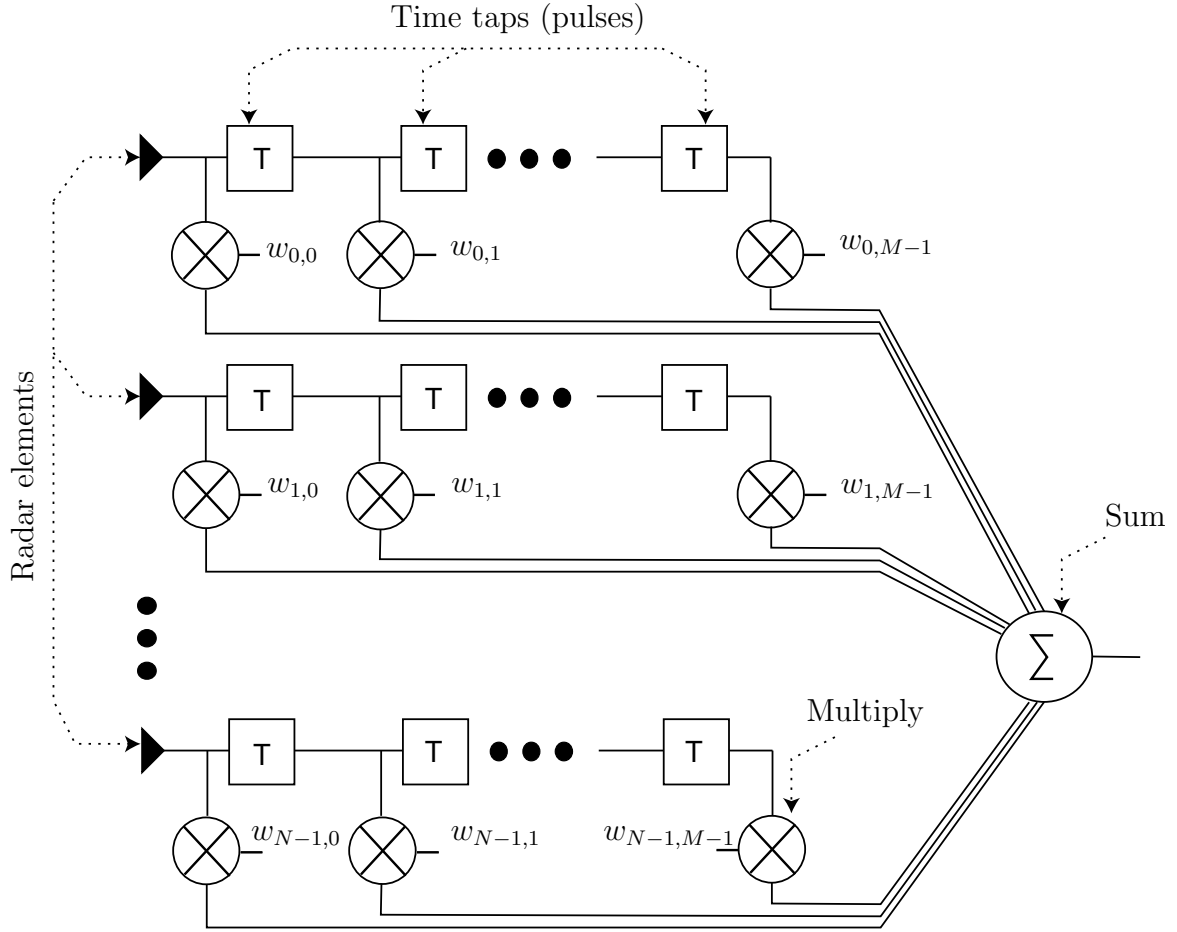 Time taps (pulses)
T T T
w_{0,0} w_{0,1} w_{0,M−1}
Radar elements
T T T
w_{1,0} w_{1,1} w_{1,M−1}
Sum
∑
Multiply
T T T
w_{N−1,0} w_{N−1,1} w_{N−1,M−1}